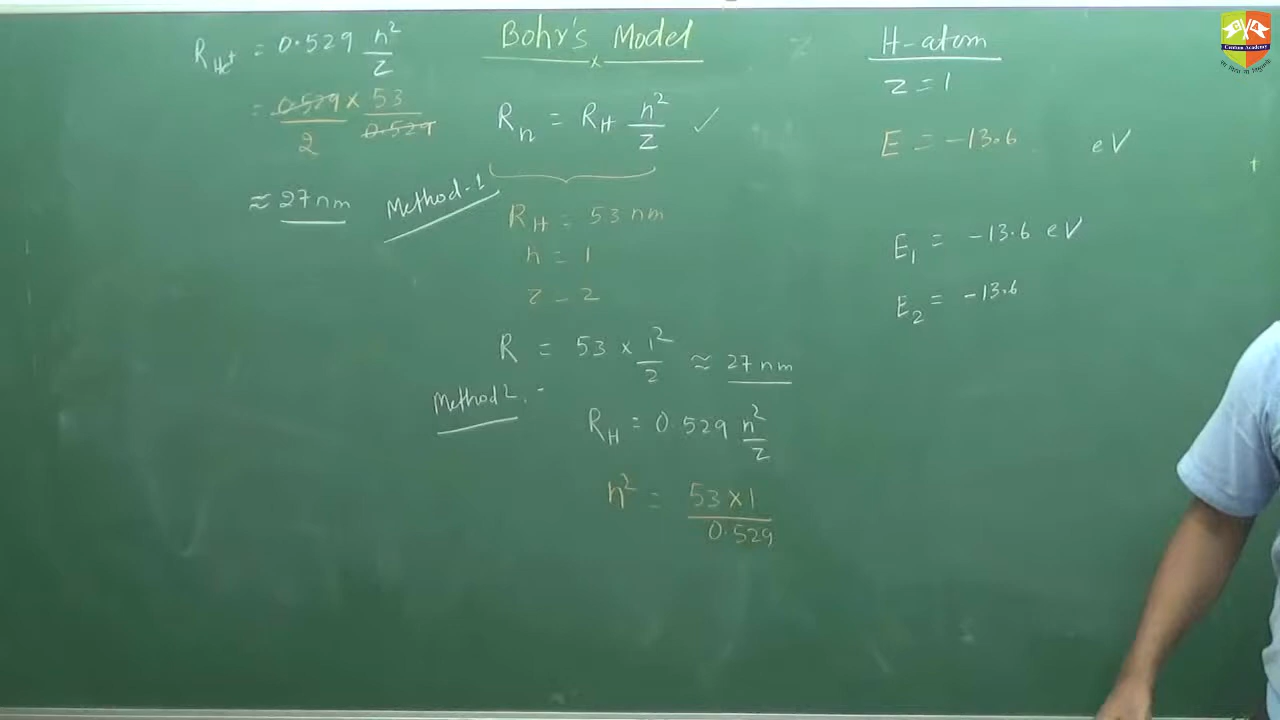 Bohr's Model
R_He+ = 0.529 n²/Z
= 0.529/2 × 53/0.529
≈ 27 nm
Method-1
R_n = R_H n²/Z ✓
R_H = 53 nm
n = 1
Z = 2
R = 53 × 1²/2 ≈ 27 nm
Method 2. -
R_H = 0.529 n²/Z
n² = 53 × 1/0.529
H-atom
Z = 1
E = -13.6 eV
E₁ = -13.6 eV
E₂ = -13.6
Centum Academy